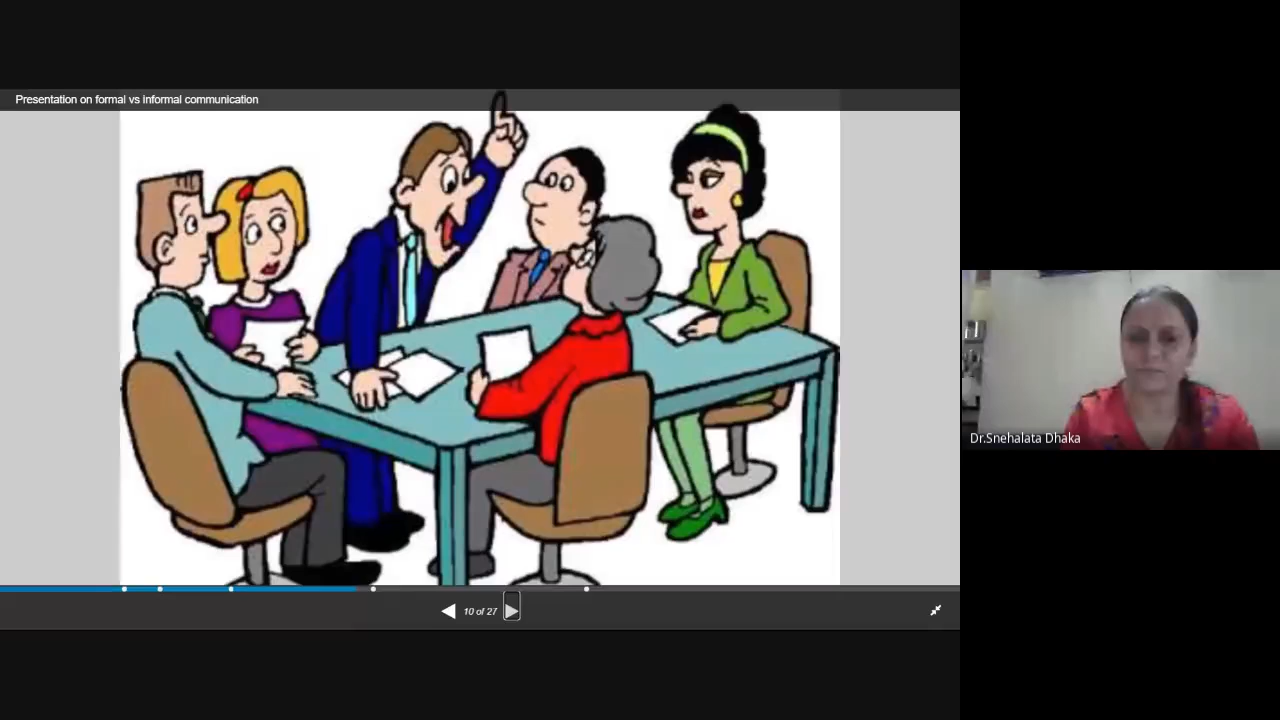 Presentation on formal vs informal communication
Dr.Snehalata Dhaka
10 of 27